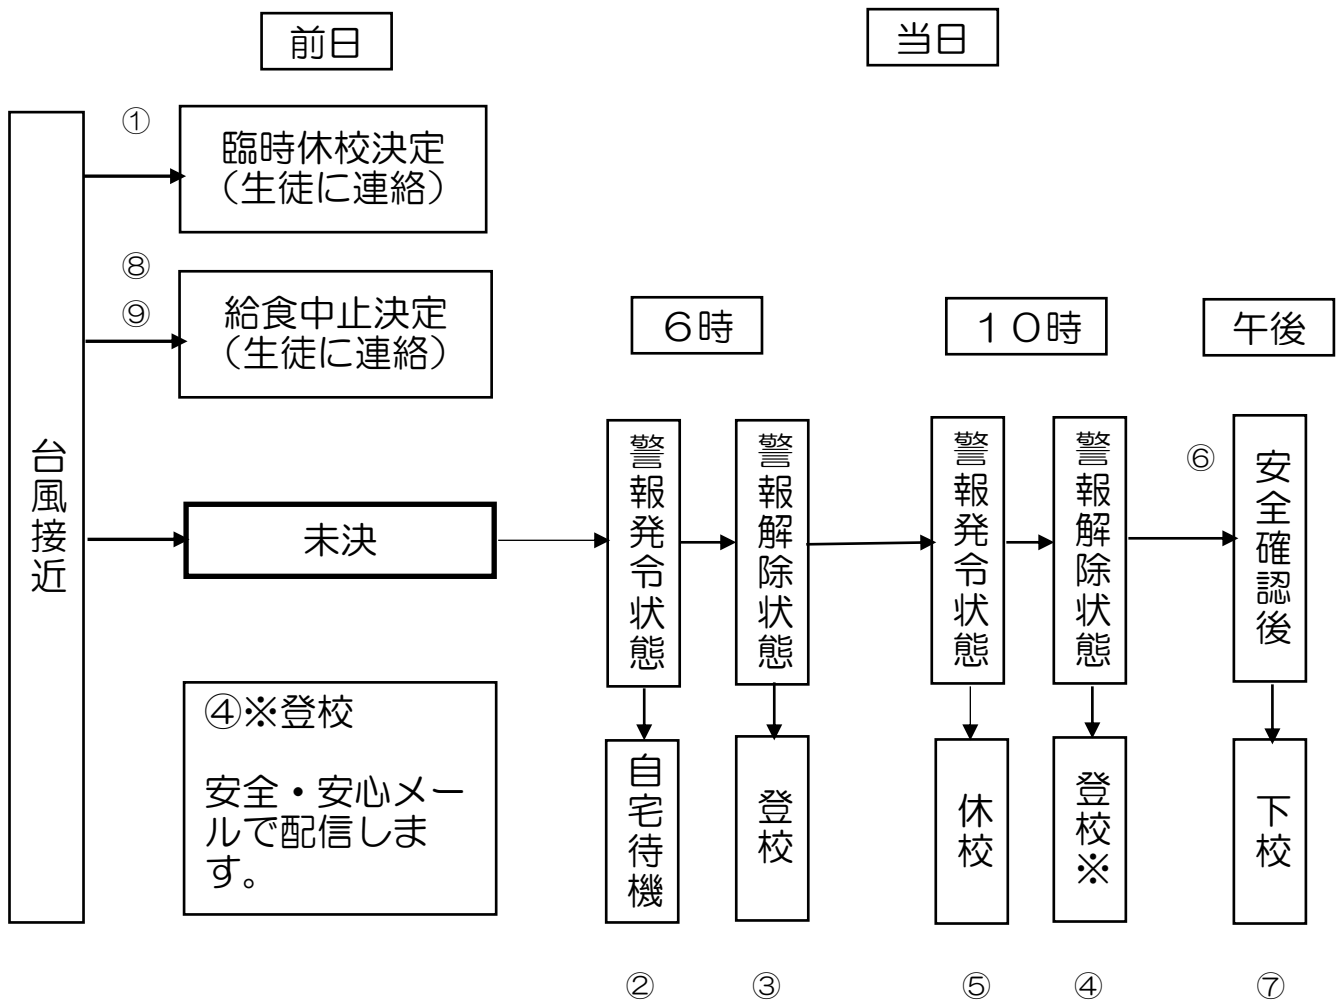 前日
当日
台風接近
①
臨時休校決定
（生徒に連絡）
⑧
⑨
給食中止決定
（生徒に連絡）
未決
6時
10時
午後
警報発令状態
警報解除状態
警報発令状態
警報解除状態
⑥
安全確認後
④※登校
安全・安心メー
ルで配信しま
す。
自宅待機
登校
休校
登校※
下校
②
③
⑤
④
⑦